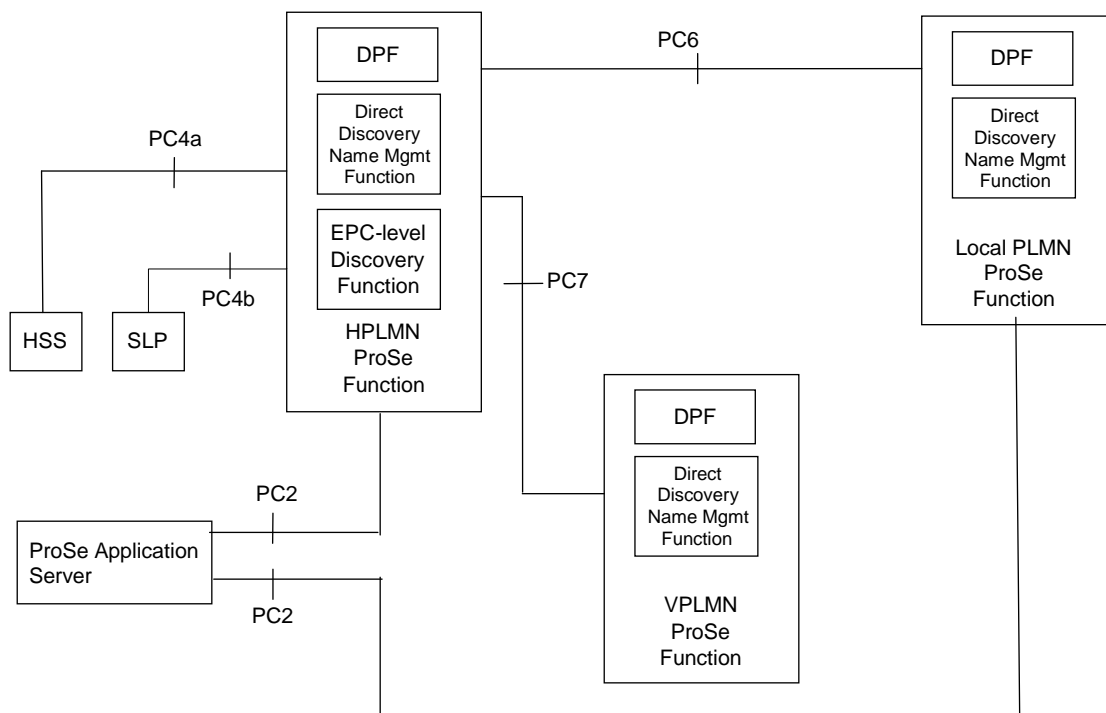 DPF
Direct
Discovery
Name Mgmt
Function
EPC-level
Discovery
Function
HPLMN
ProSe
Function
PC6
DPF
Direct
Discovery
Name Mgmt
Function
Local PLMN
ProSe
Function
PC4a
PC4b
HSS
SLP
PC7
DPF
Direct
Discovery
Name Mgmt
Function
VPLMN
ProSe
Function
PC2
ProSe Application
Server
PC2